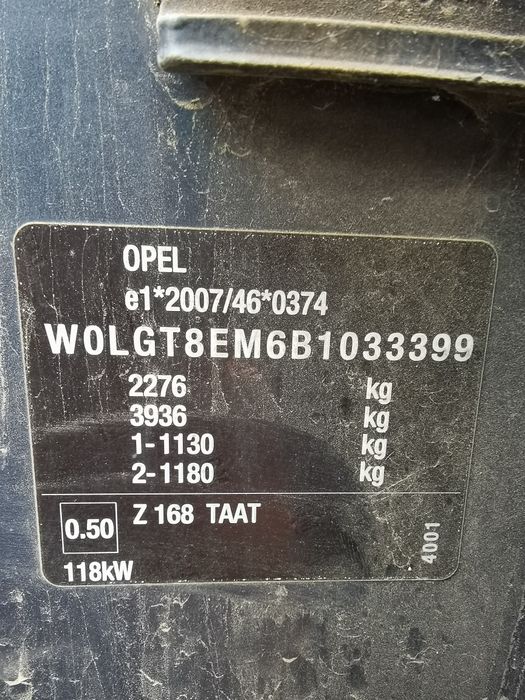 OPEL
e1*2007/46*0374
W0LGT8EM6B1033399
2276 kg
3936 kg
1-1130 kg
2-1180 kg
0.50 Z 168 TAAT
118kW
4001